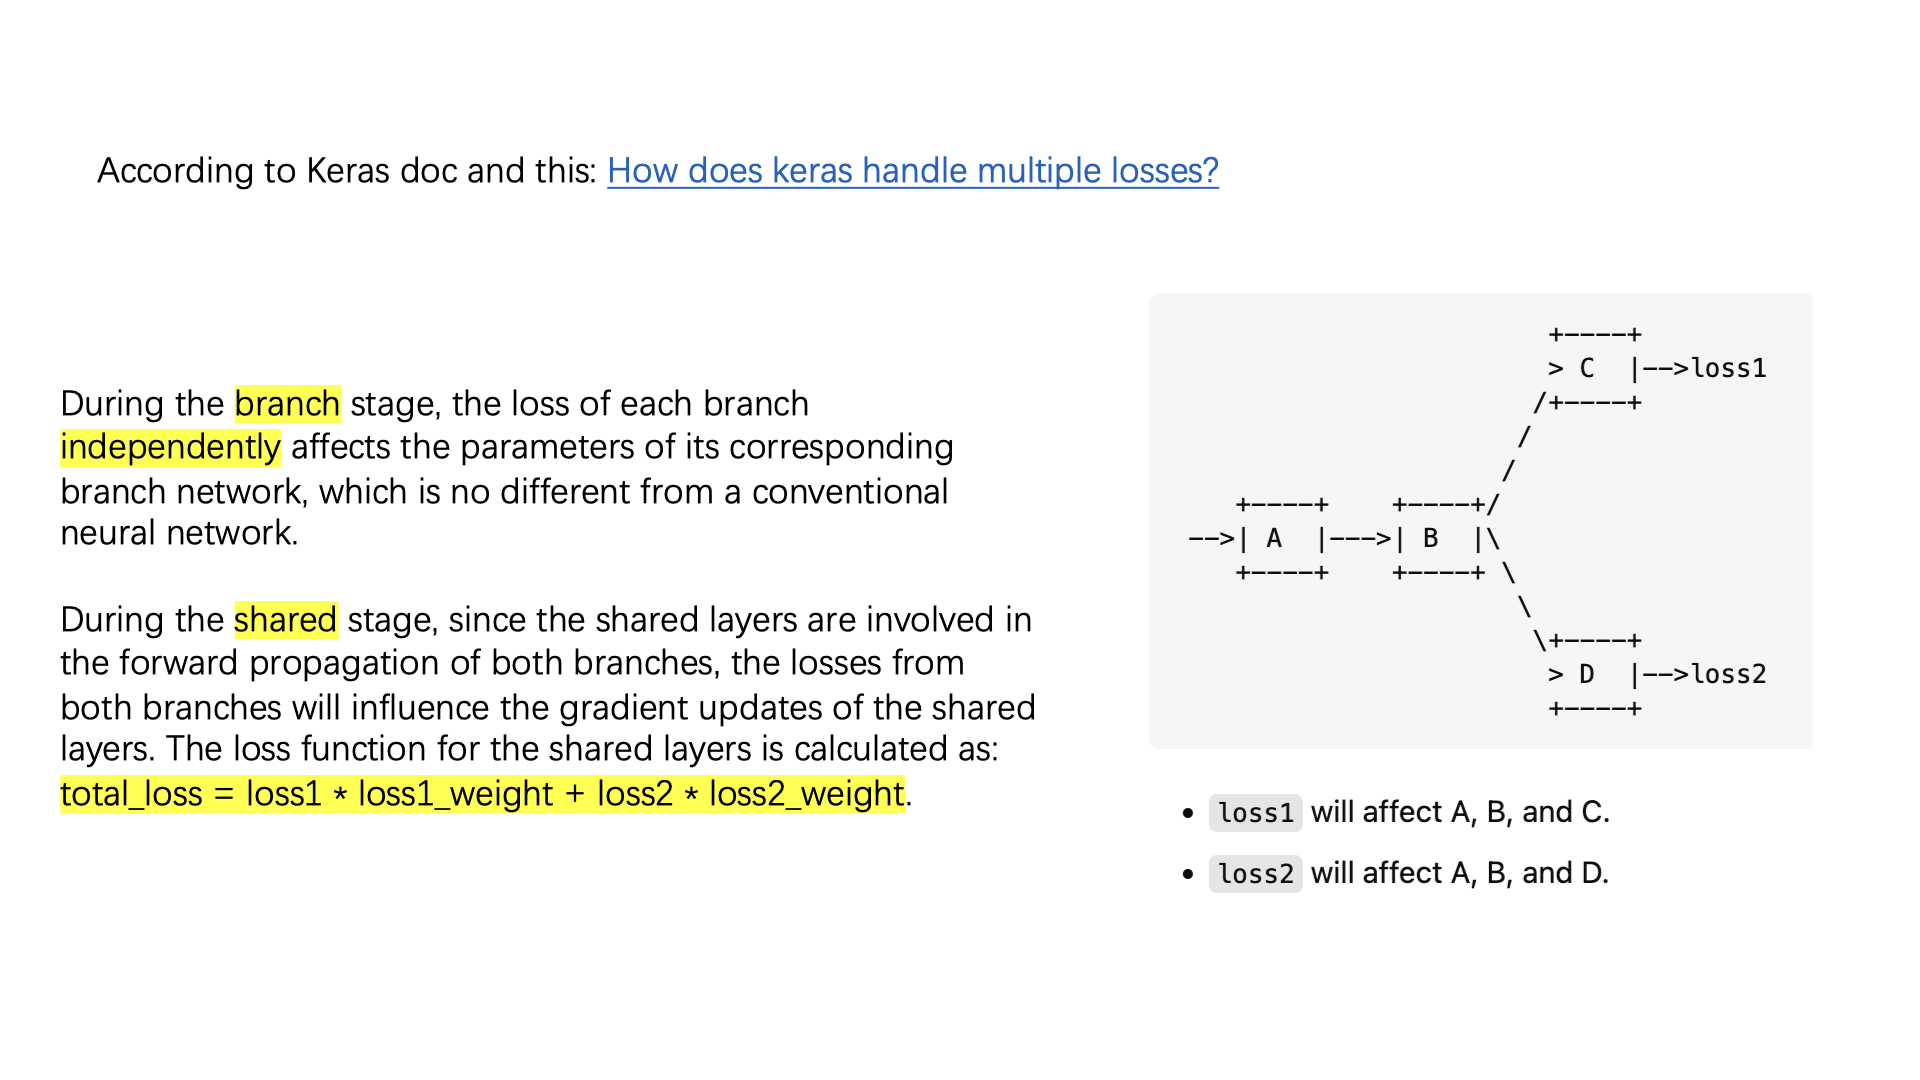 According to Keras doc and this: How does keras handle multiple losses?
During the branch stage, the loss of each branch
independently affects the parameters of its corresponding
branch network, which is no different from a conventional
neural network.
During the shared stage, since the shared layers are involved in
the forward propagation of both branches, the losses from
both branches will influence the gradient updates of the shared
layers. The loss function for the shared layers is calculated as:
total_loss = loss1 * loss1_weight + loss2 * loss2_weight.
                       +----+
                       > C  |-->loss1
                      /+----+
                     /
                    /
   +----+    +----+/
-->| A  |--->| B  |\
   +----+    +----+ \
                     \
                      \+----+
                       > D  |-->loss2
                       +----+
• loss1 will affect A, B, and C.
• loss2 will affect A, B, and D.